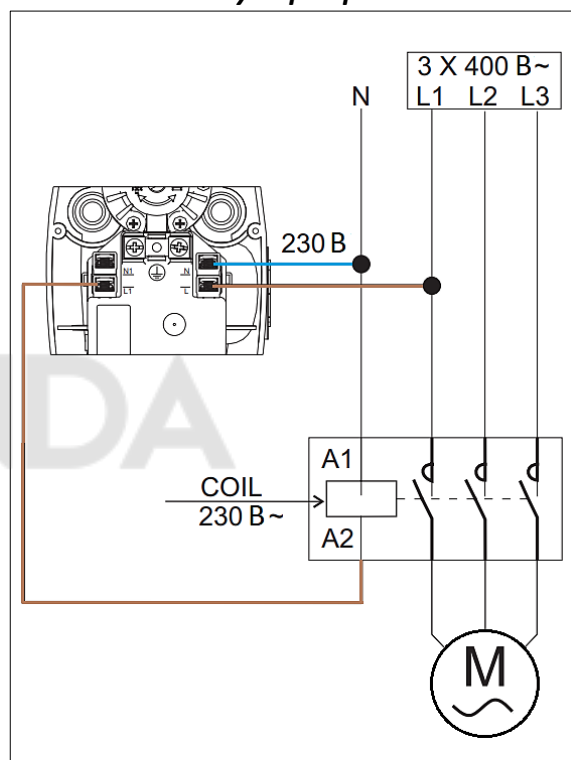 3 X 400 В~
N L1 L2 L3
230 В
N1 N
L1 L
DA
A1
COIL
230 В~
A2
M